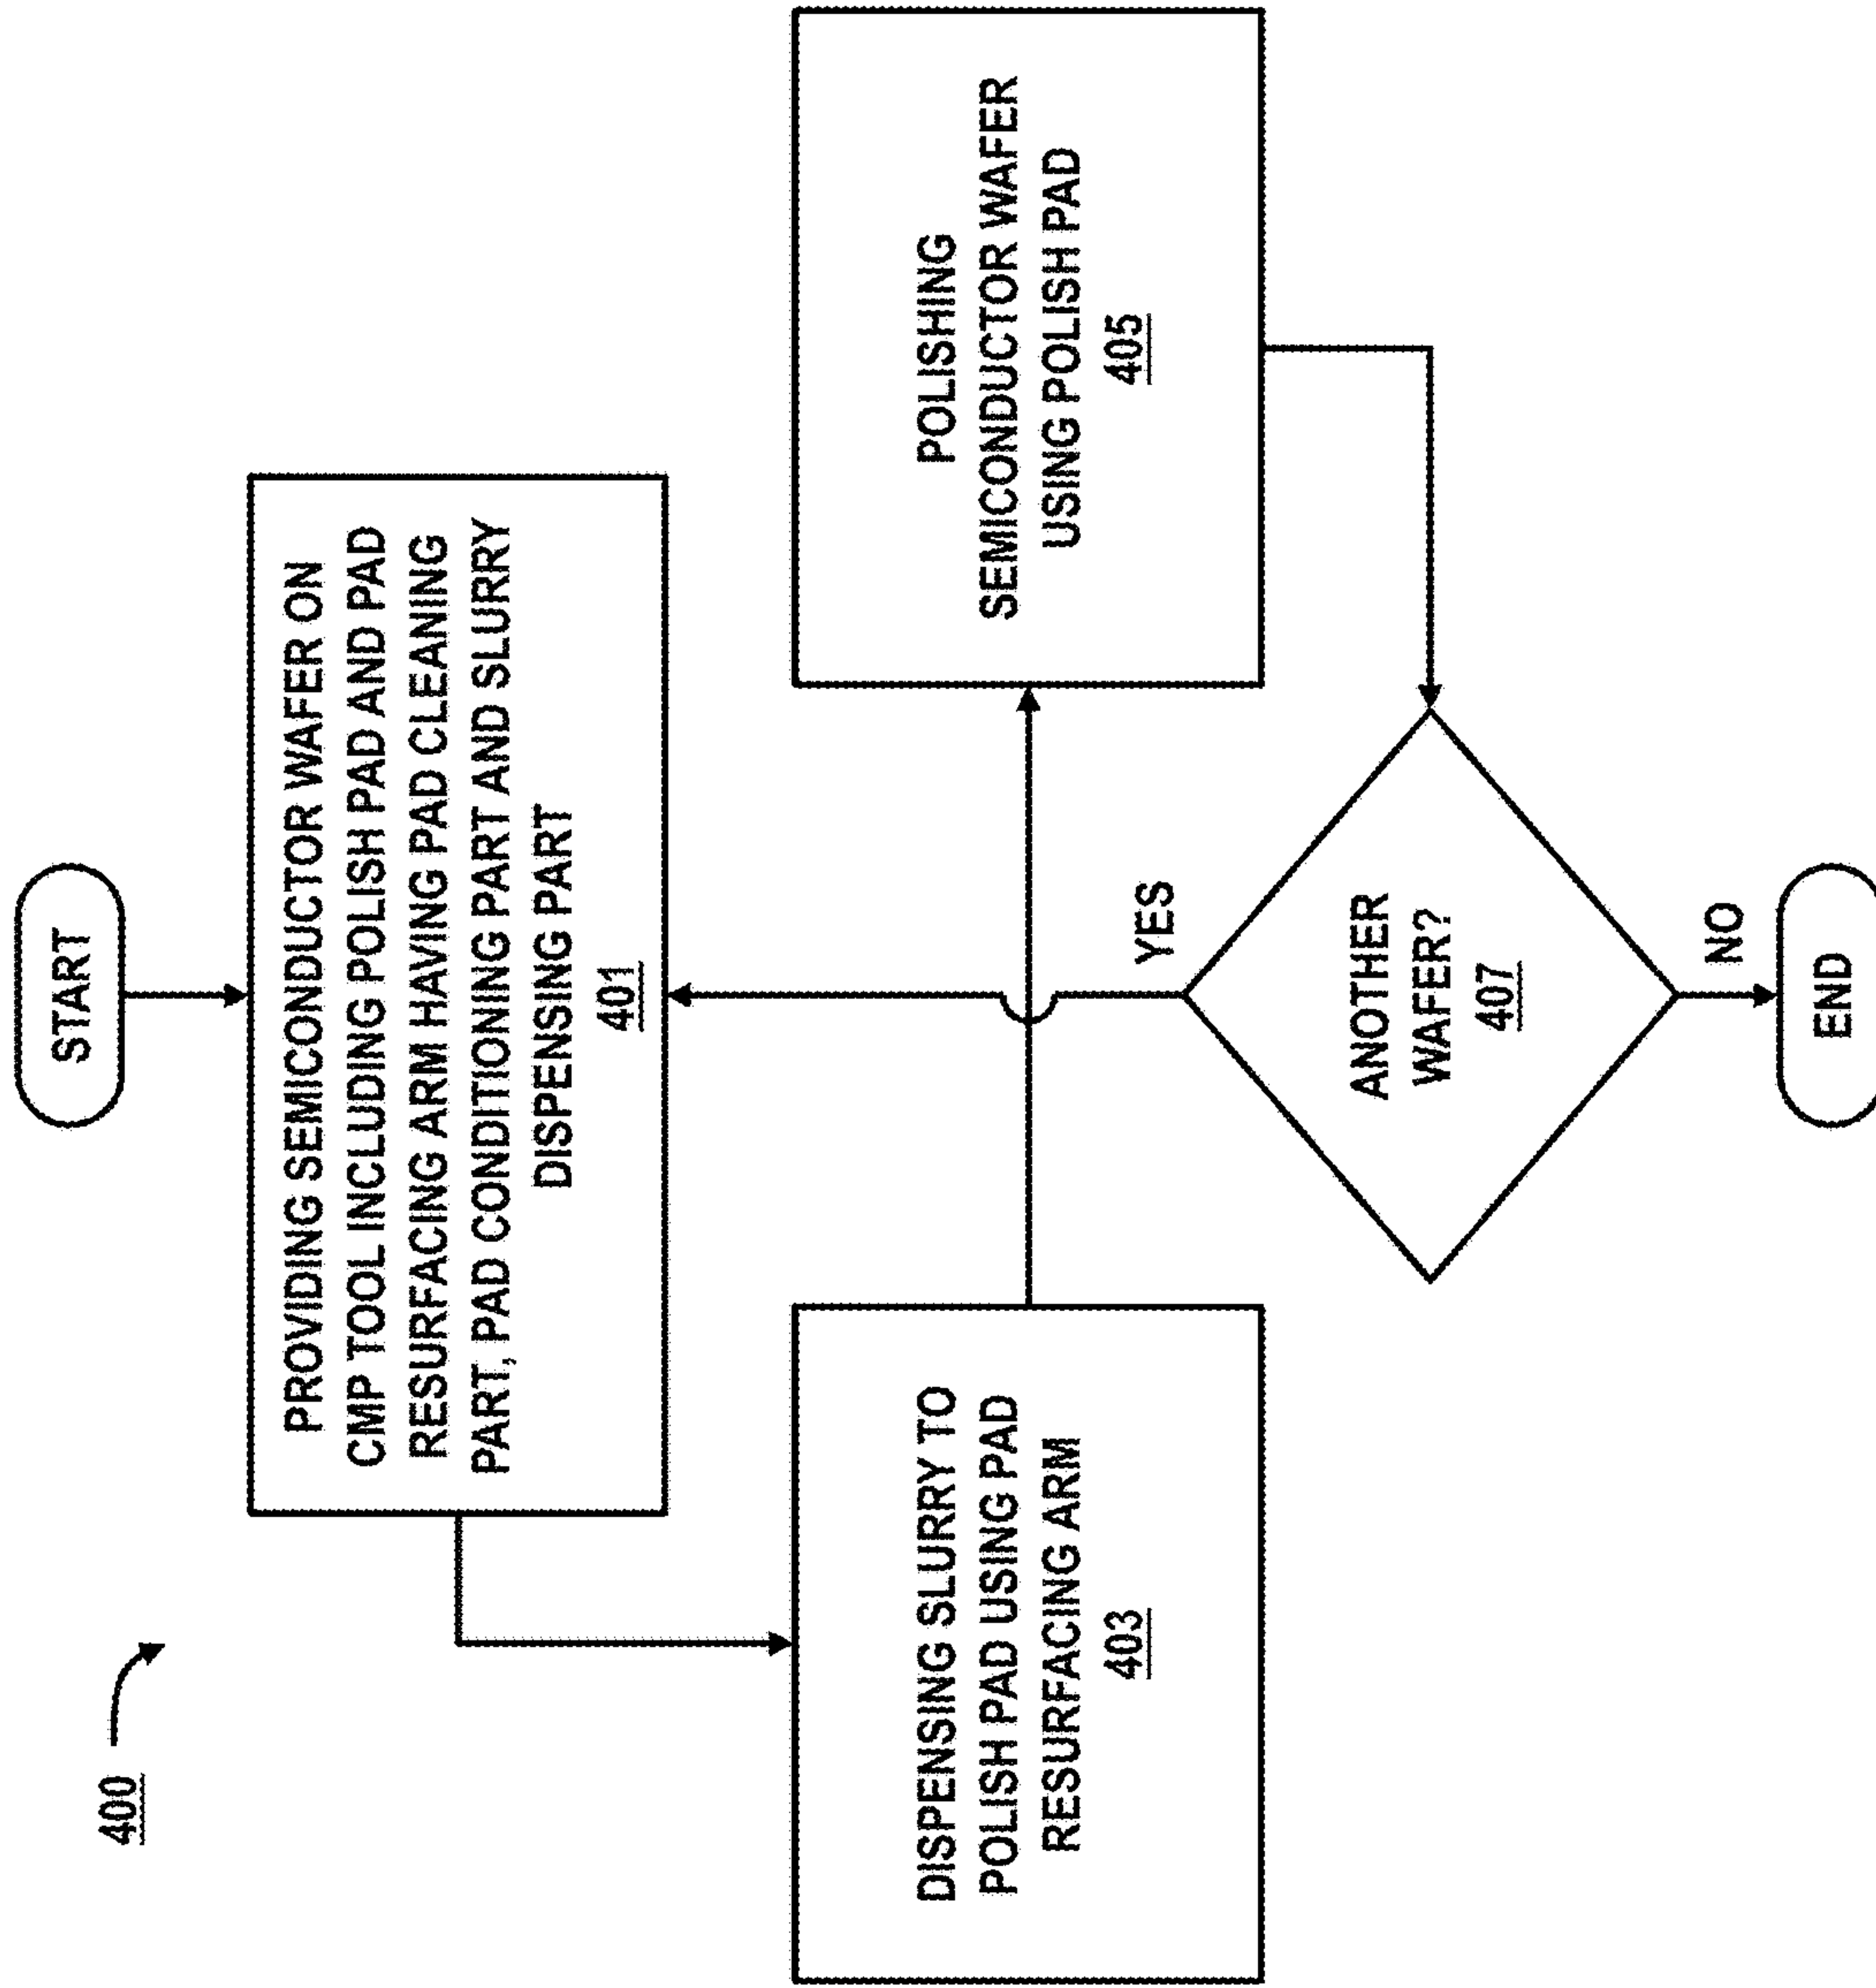 400
START
PROVIDING SEMICONDUCTOR WAFER ON
CMP TOOL INCLUDING POLISH PAD AND PAD
RESURFACING ARM HAVING PAD CLEANING
PART, PAD CONDITIONING PART AND SLURRY
DISPENSING PART
401
DISPENSING SLURRY TO
POLISH PAD USING PAD
RESURFACING ARM
403
POLISHING
SEMICONDUCTOR WAFER
USING POLISH PAD
405
YES
ANOTHER
WAFER?
407
NO
END